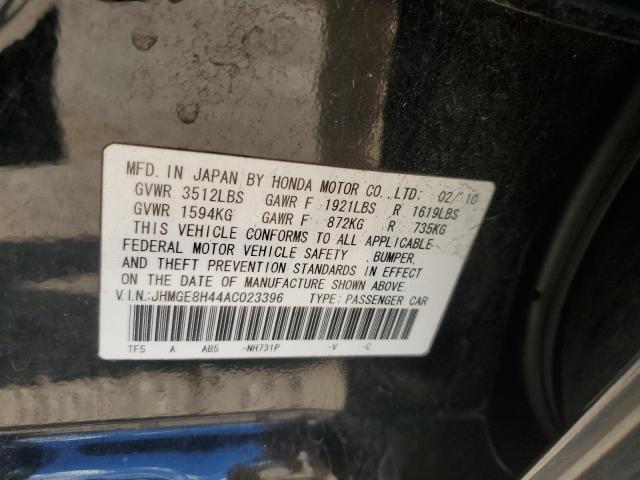 MFD. IN JAPAN BY HONDA MOTOR CO.,LTD: 02/10
GVWR 3512LBS GAWR F 1921LBS R 1619LBS
GVWR 1594KG GAWR F 872KG R 735KG
THIS VEHICLE CONFORMS TO ALL APPLICABLE
FEDERAL MOTOR VEHICLE SAFETY ,BUMPER,
AND THEFT PREVENTION STANDARDS IN EFFECT
ON THE DATE OF MANUFACTURE SHOWN ABOVE.
V.I.N.:JHMGE8H44AC023396 TYPE: PASSENGER CAR
TF5 A AB5 -NH731P -V -C